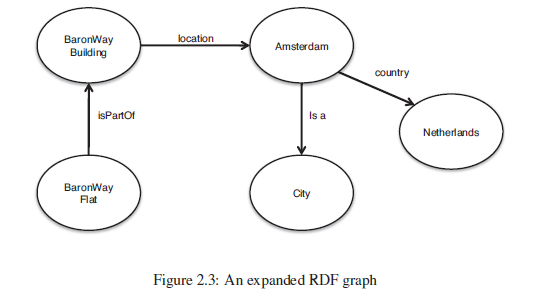 BaronWay
Building
location
Amsterdam
country
isPartOf
Is a
Netherlands
BaronWay
Flat
City
Figure 2.3: An expanded RDF graph